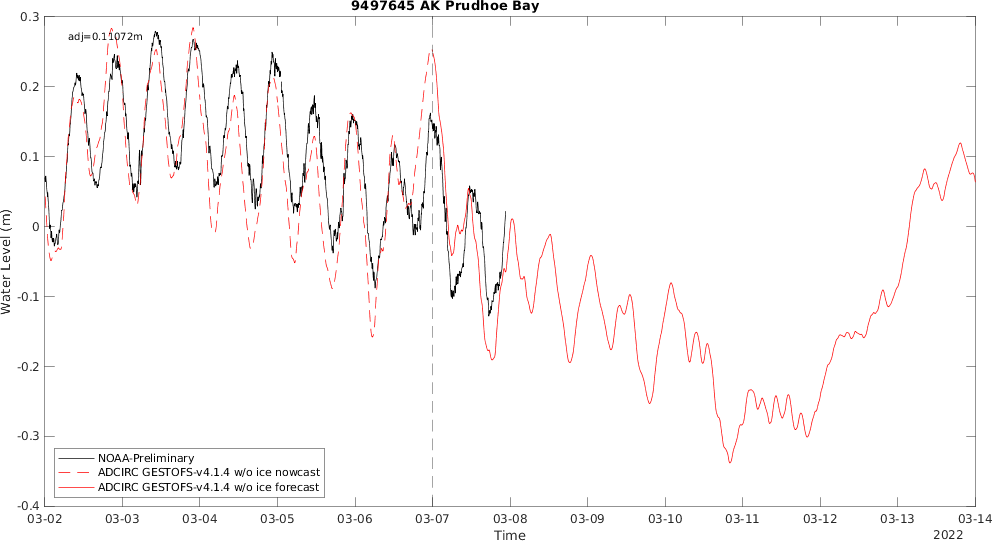 9497645 AK Prudhoe Bay
adj=0.11072m
0.3
0.2
0.1
0
-0.1
-0.2
-0.3
-0.4
Water Level (m)
NOAA-Preliminary
ADCIRC GESTOFS-v4.1.4 w/o ice nowcast
ADCIRC GESTOFS-v4.1.4 w/o ice forecast
03-02 03-03 03-04 03-05 03-06 03-07 03-08 03-09 03-10 03-11 03-12 03-13 03-14
Time
2022